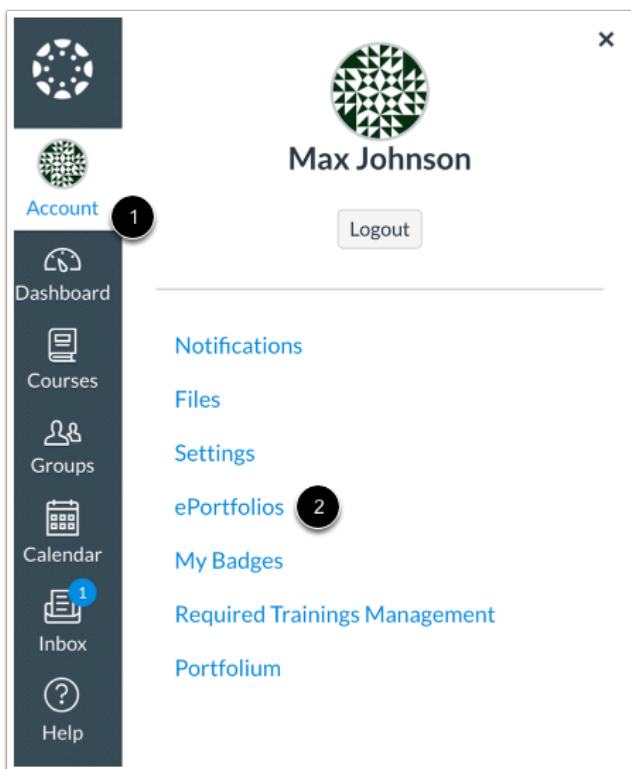 Max Johnson
Logout
Account
1
Dashboard
Courses
Groups
Calendar
1
Inbox
Help
Notifications
Files
Settings
ePortfolios 2
My Badges
Required Trainings Management
Portfolium